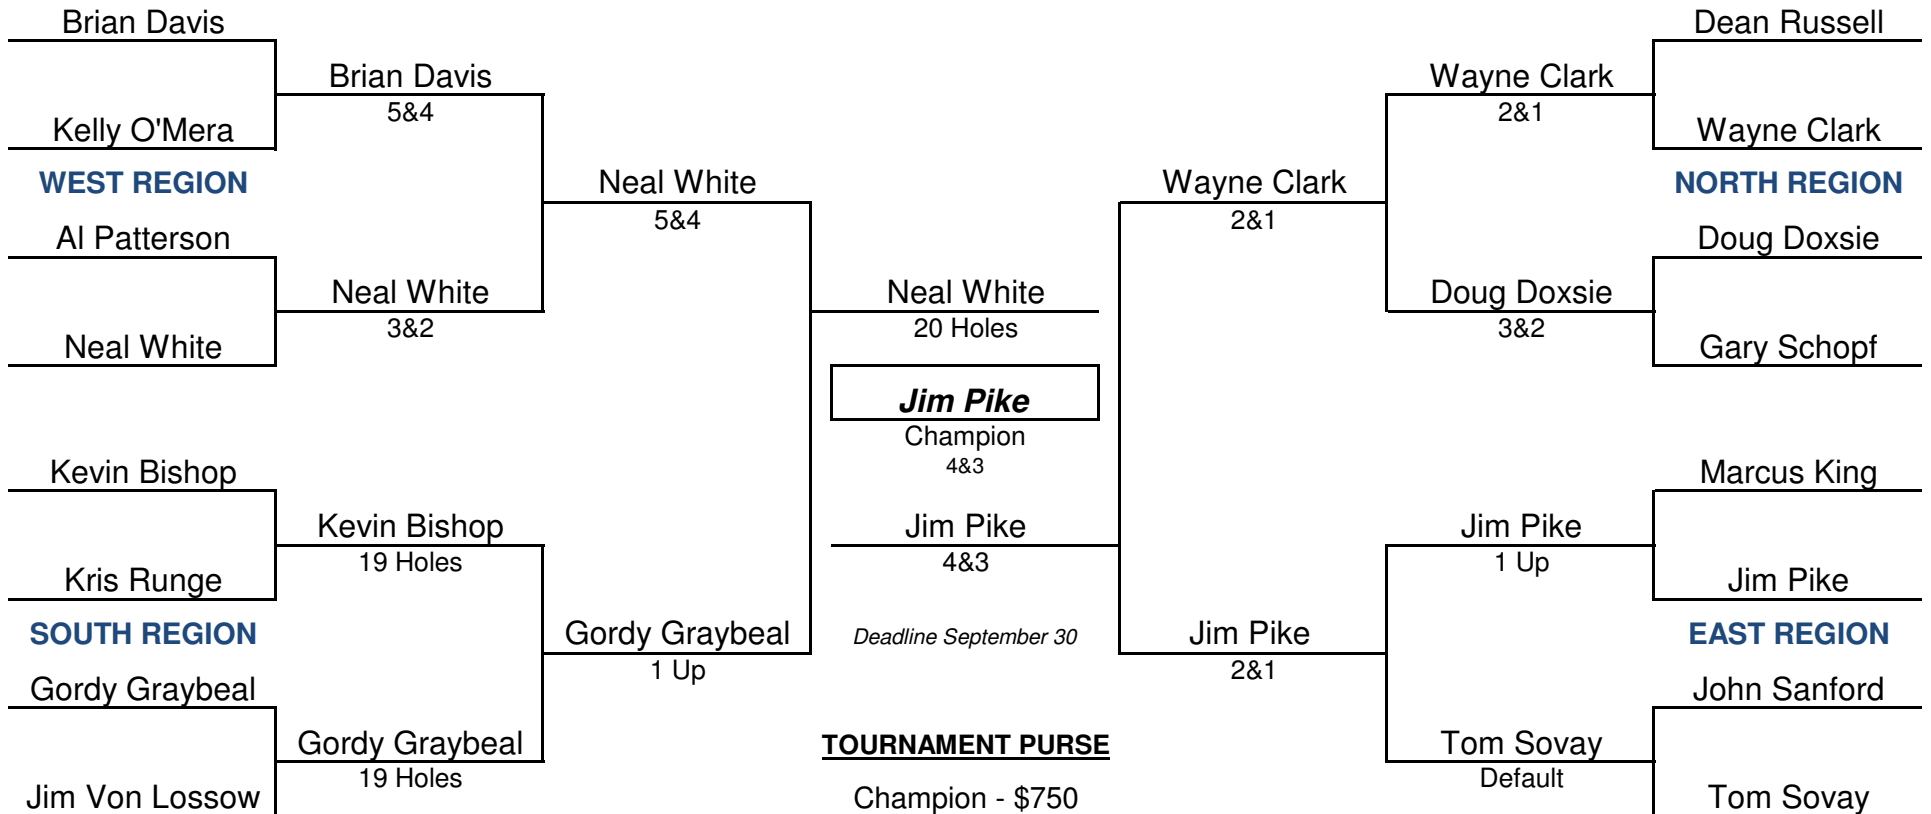 Brian Davis
Dean Russell
Brian Davis
Wayne Clark
5&4
2&1
Kelly O'Mera
Wayne Clark
WEST REGION
Neal White
Wayne Clark
NORTH REGION
5&4
2&1
Al Patterson
Doug Doxsie
Neal White
Neal White
Doug Doxsie
3&2
20 Holes
3&2
Neal White
Gary Schopf
Jim Pike
Champion
4&3
Kevin Bishop
Marcus King
Kevin Bishop
Jim Pike
Jim Pike
19 Holes
4&3
1 Up
Kris Runge
Jim Pike
SOUTH REGION
Gordy Graybeal
Deadline September 30
Jim Pike
EAST REGION
1 Up
2&1
Gordy Graybeal
John Sanford
Gordy Graybeal
TOURNAMENT PURSE
Tom Sovay
19 Holes
Default
Jim Von Lossow
Champion - $750
Tom Sovay